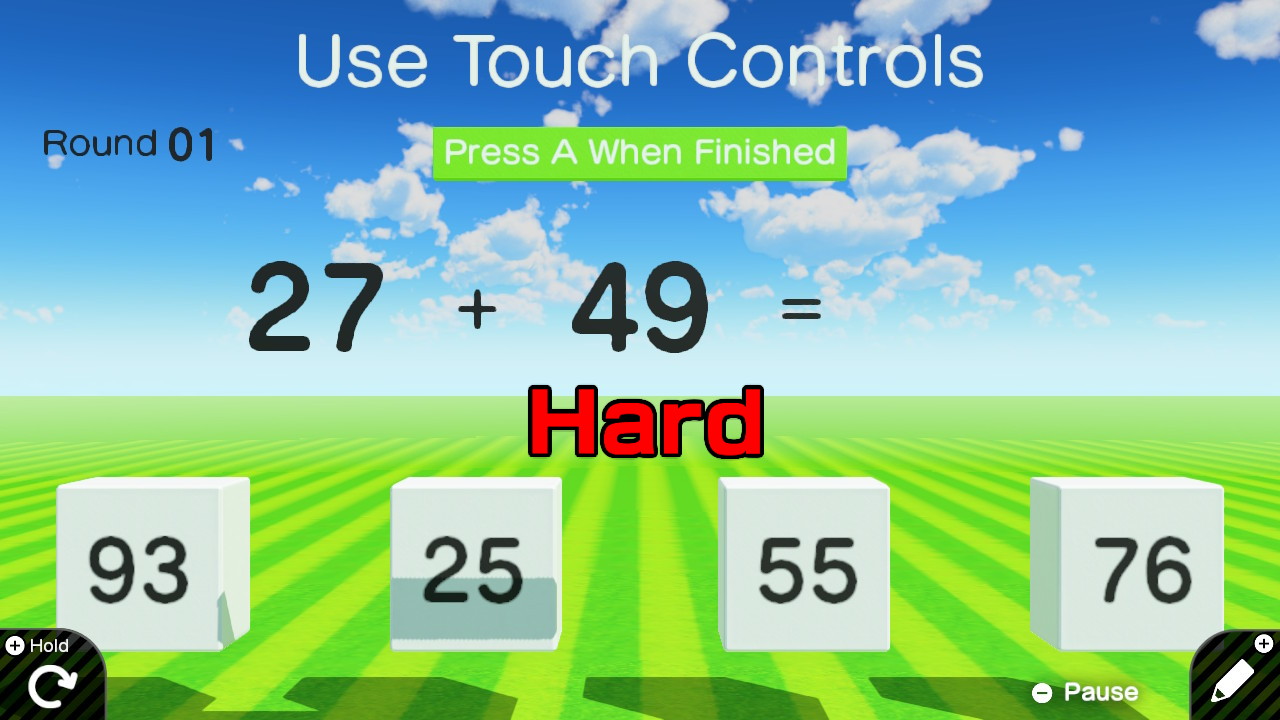 Use Touch Controls
Round 01
Press A When Finished
27 + 49 =
Hard
93 25 55 76
Hold
Pause